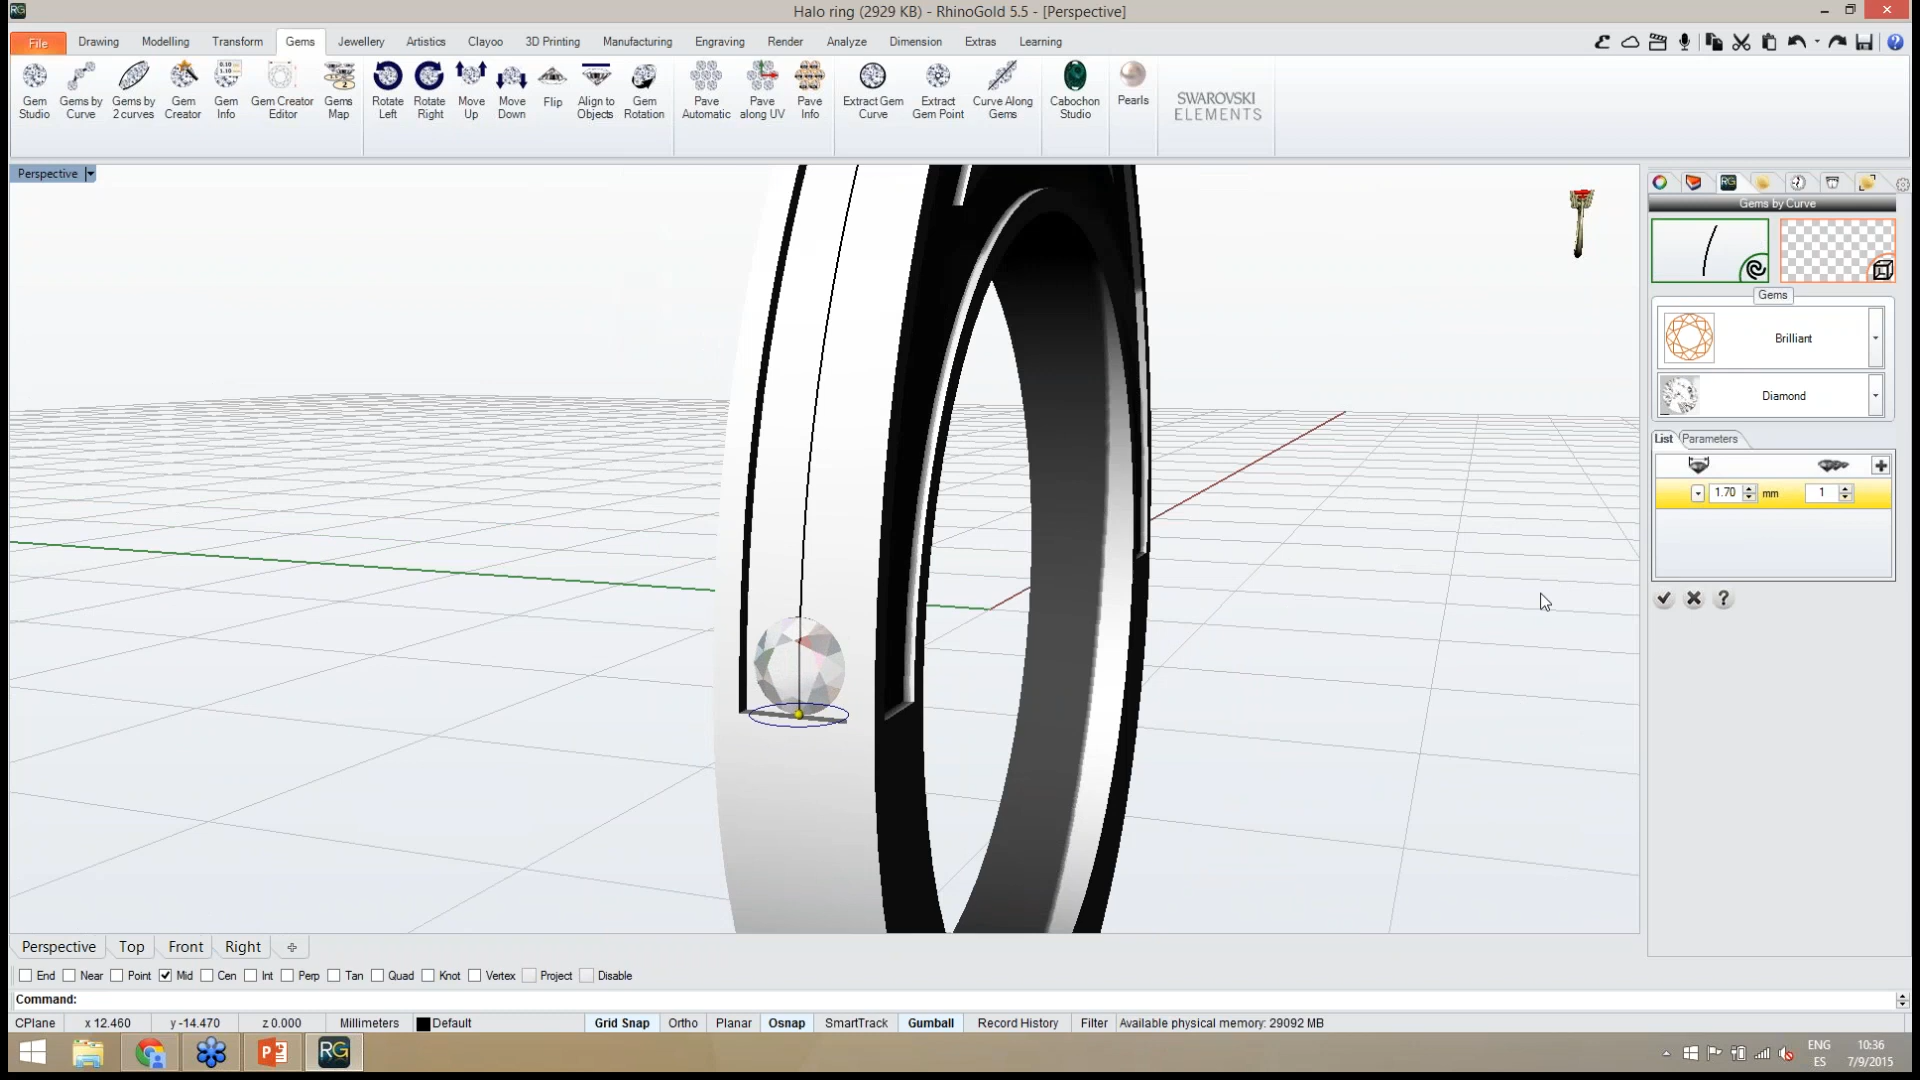 Halo ring (2929 KB) - RhinoGold 5.5 - [Perspective]
File Drawing Modelling Transform Gems Jewellery Artistics Clayoo 3D Printing Manufacturing Engraving Render Analyze Dimension Extras Learning
Gem Studio
Gems by Curve
Gems by 2 curves
Gem Creator
Gem Info
Gem Creator Editor
Gems Map
Rotate Left
Rotate Right
Move Up
Move Down
Flip
Align to Objects
Gem Rotation
Pave Automatic
Pave along UV
Pave Info
Extract Gem Curve
Extract Gem Point
Curve Along Gems
Cabochon Studio
Pearls
SWAROVSKI
ELEMENTS
Perspective
RG
Gems by Curve
Gems
Brilliant
Diamond
List Parameters
1.70 mm 1
Perspective Top Front Right
End Near Point Mid Cen Int Perp Tan Quad Knot Vertex Project Disable
Command:
CPlane x 12.460 y -14.470 z 0.000 Millimeters Default Grid Snap Ortho Planar Osnap SmartTrack Gumball Record History Filter Available physical memory: 29092 MB
RG
ENG 10:36
ES 7/9/2015